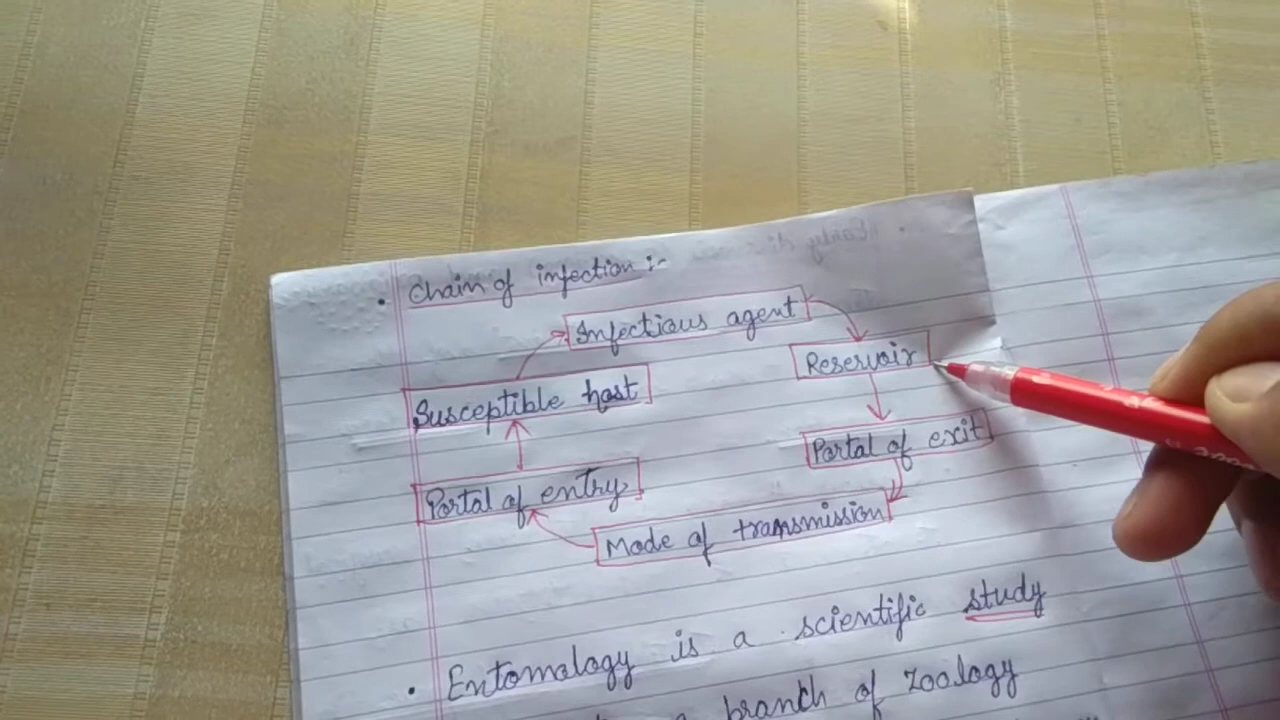 • Chain of infection :-
Infectious agent
Reservoir
Portal of exit
Mode of transmission
Portal of entry
Susceptible host
• Entomology is a scientific study
branch of zoology